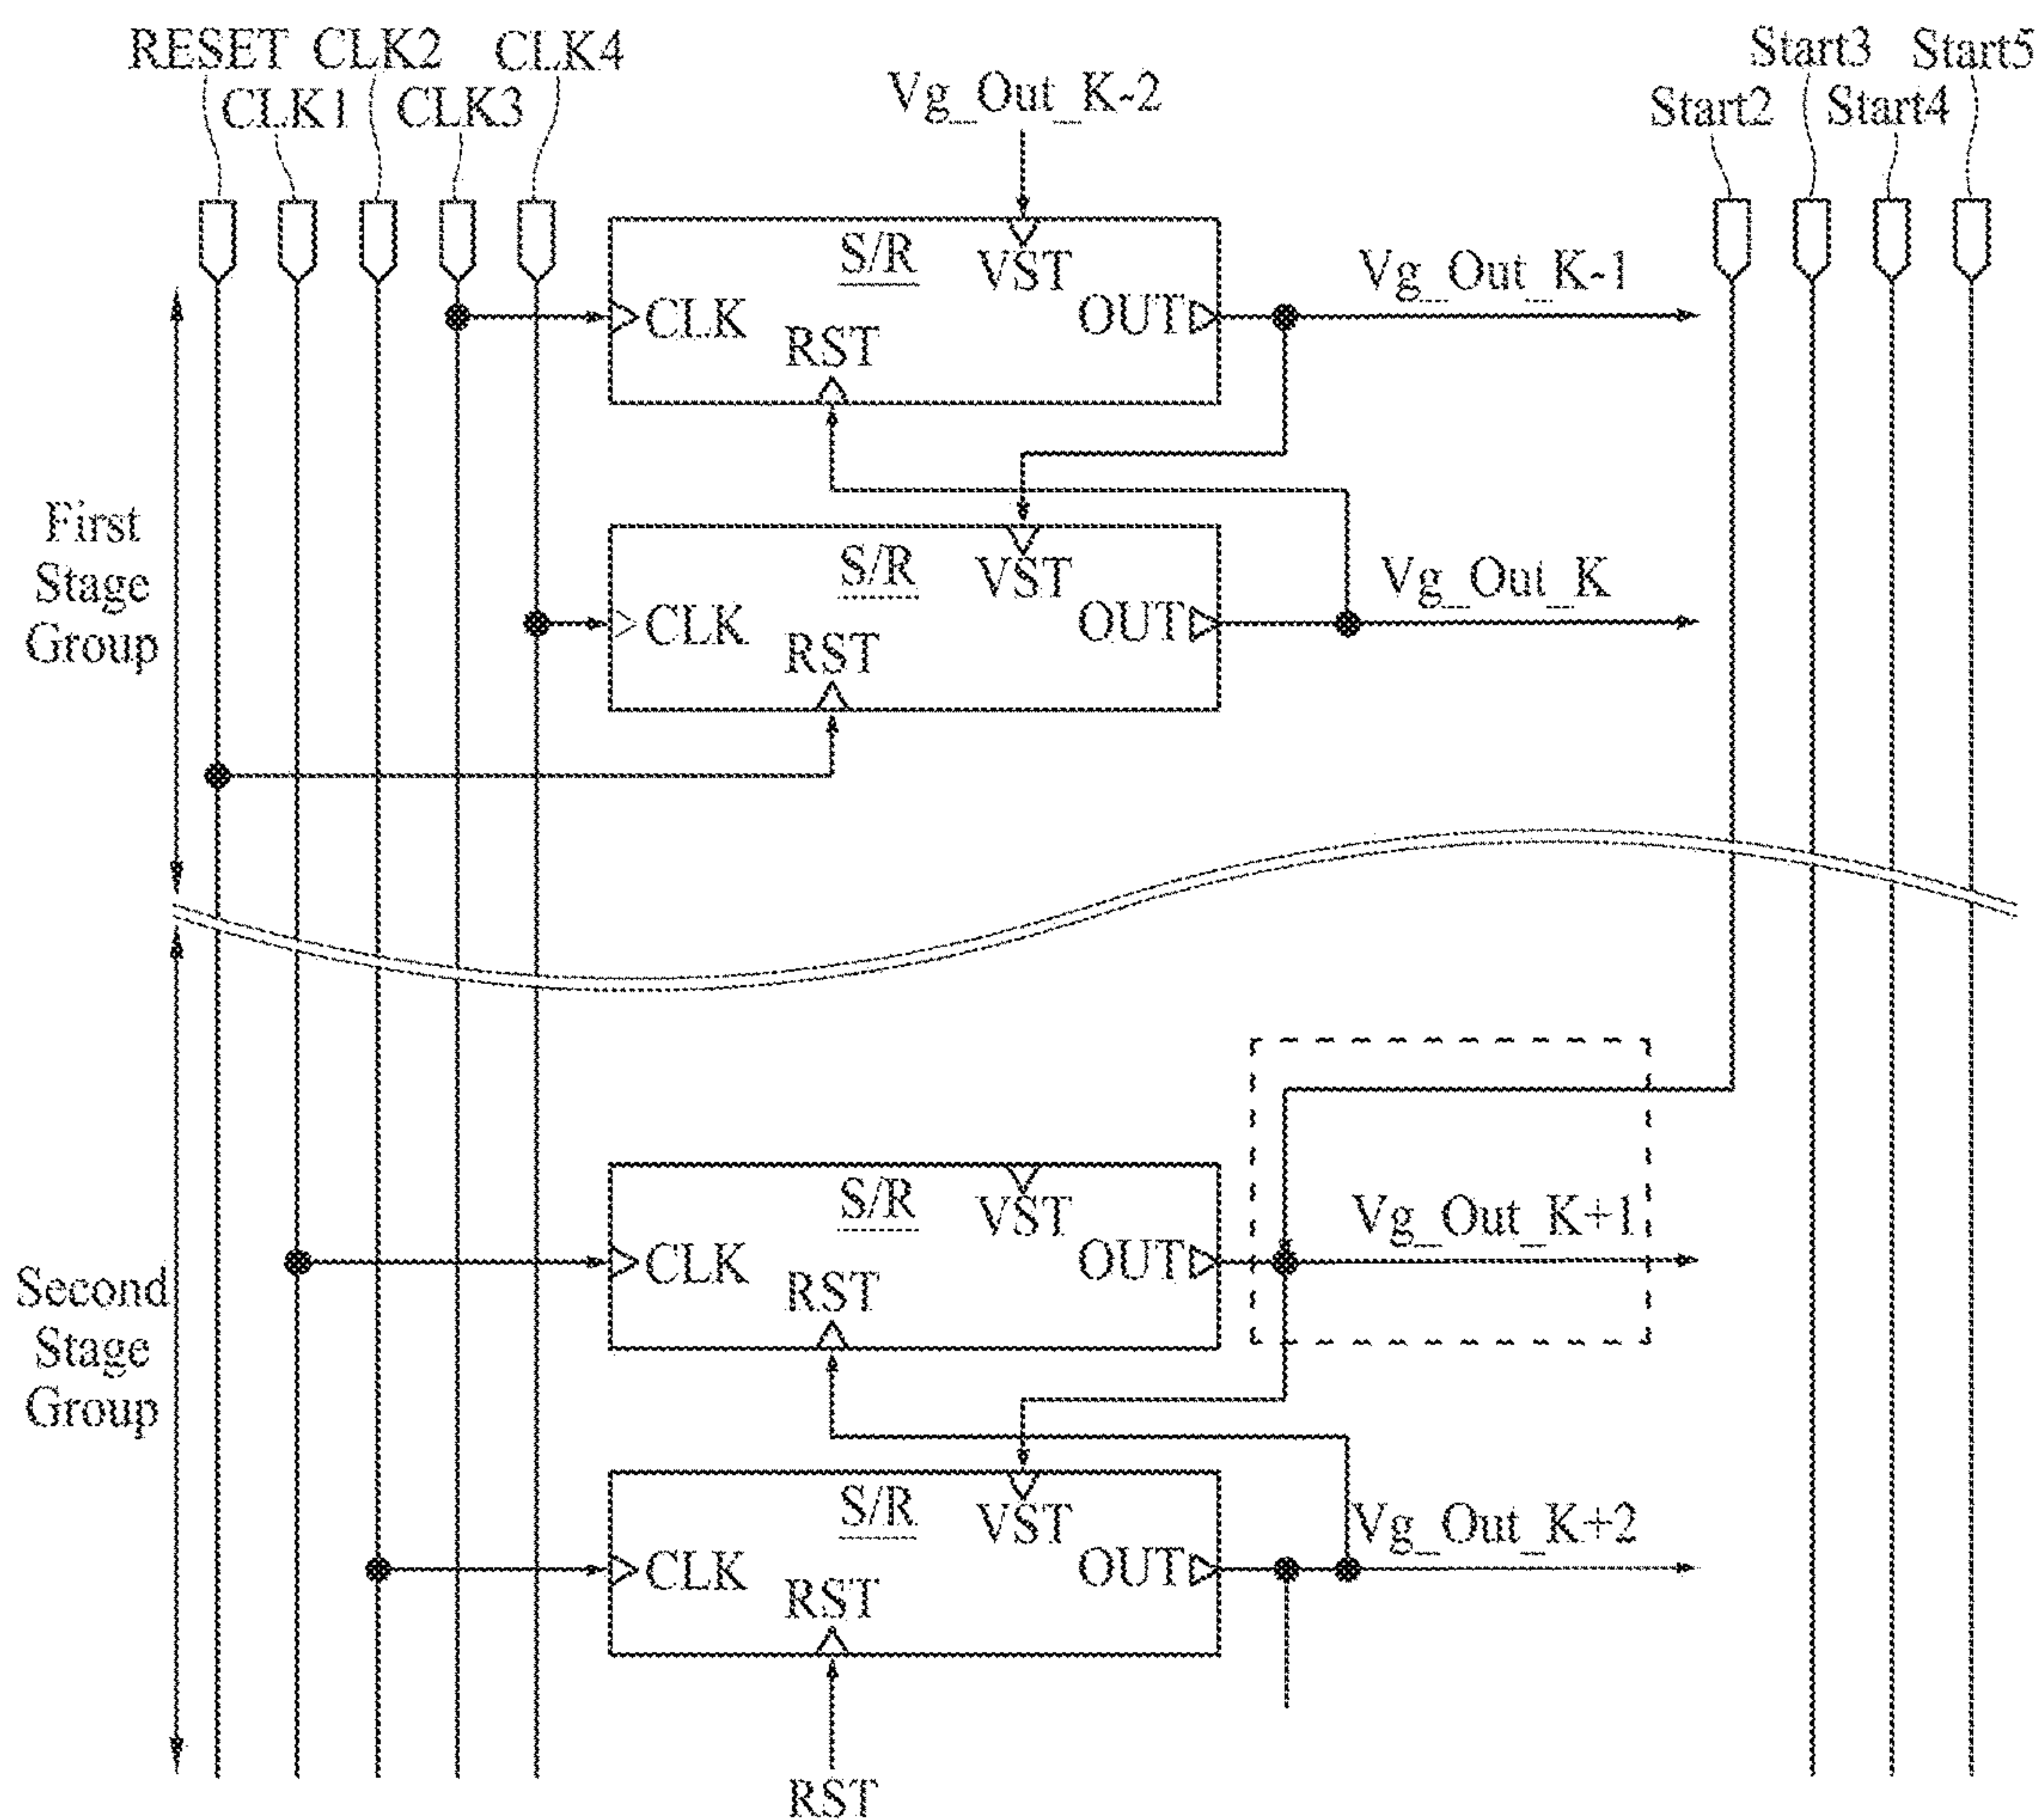 RESET CLK2 CLK4
CLK1 CLK3
Vg_Out_K-2
Start3 Start5
Start2 Start4
S/R
VST
CLK
OUT
RST
Vg_Out_K-1
First
Stage
Group
S/R
VST
CLK
OUT
RST
Vg_Out_K
Second
Stage
Group
S/R
VST
CLK
OUT
RST
Vg_Out_K+1
S/R
VST
CLK
OUT
RST
Vg_Out_K+2
RST